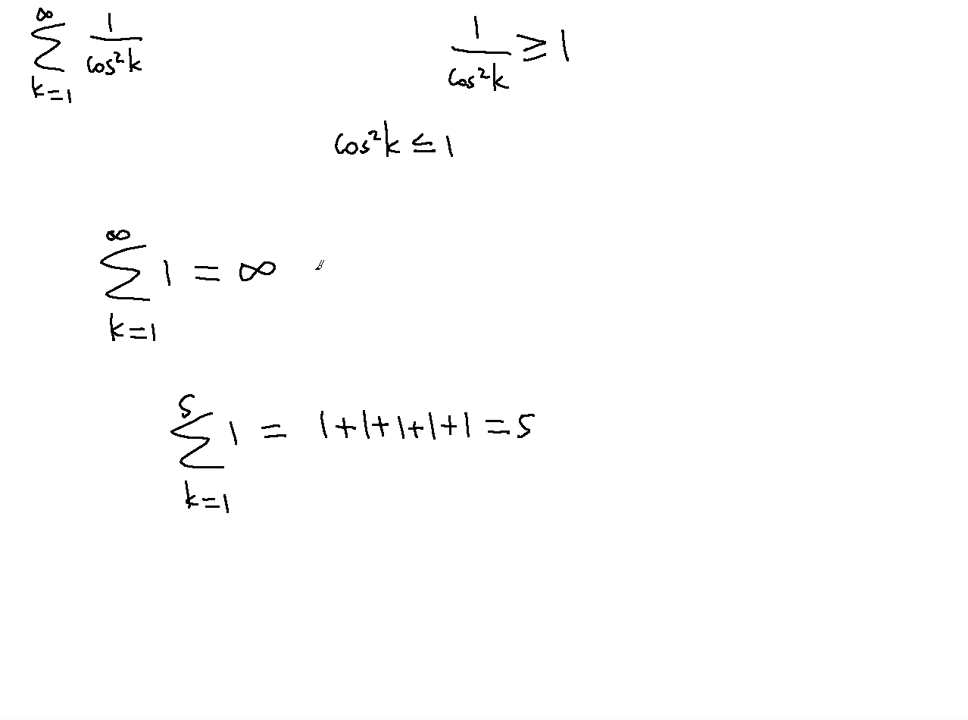 ∞
∑ 1/cos²k    1/cos²k ≥ 1
k=1
cos²k ≤ 1
∞
∑ 1 = ∞
k=1
5
∑ 1 = 1+1+1+1+1 = 5
k=1